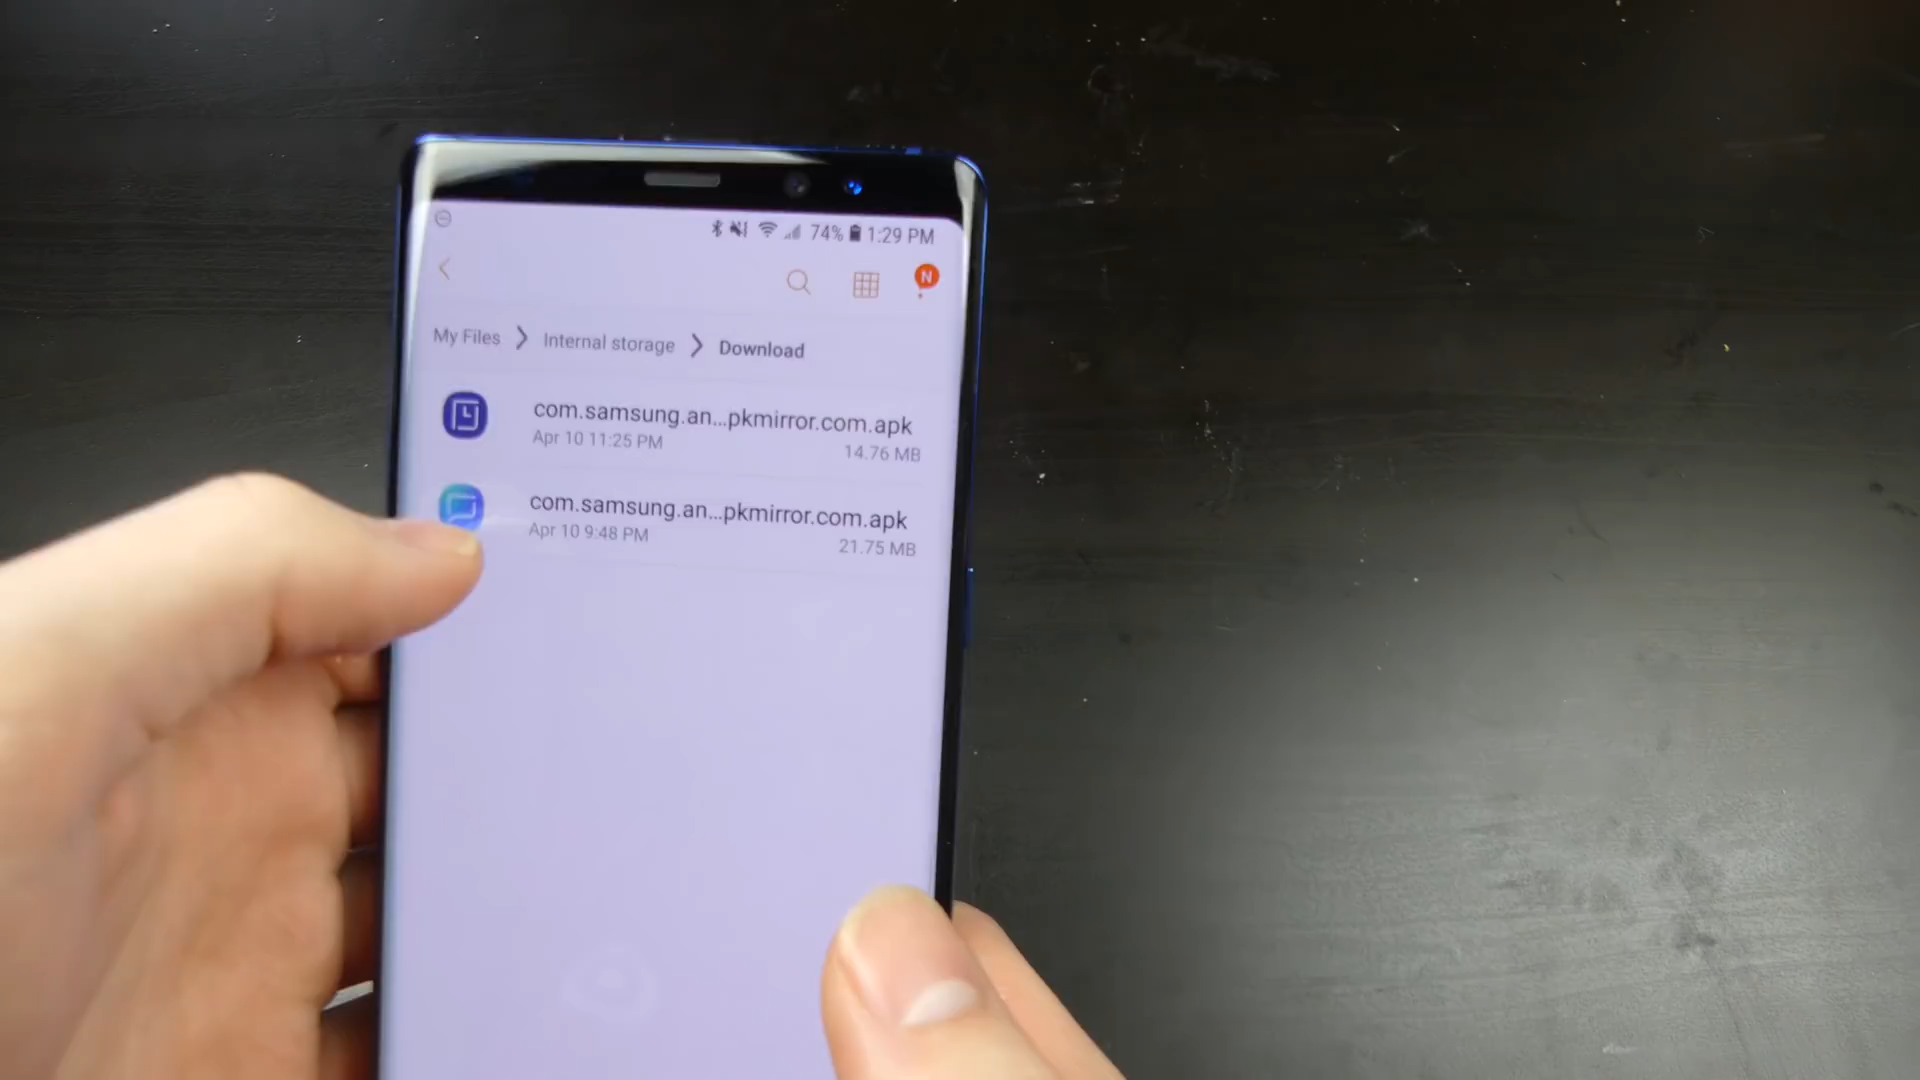 74% 1:29 PM
N
My Files > Internal storage > Download
com.samsung.an...pkmirror.com.apk
Apr 10 11:25 PM 14.76 MB
com.samsung.an...pkmirror.com.apk
Apr 10 9:48 PM 21.75 MB